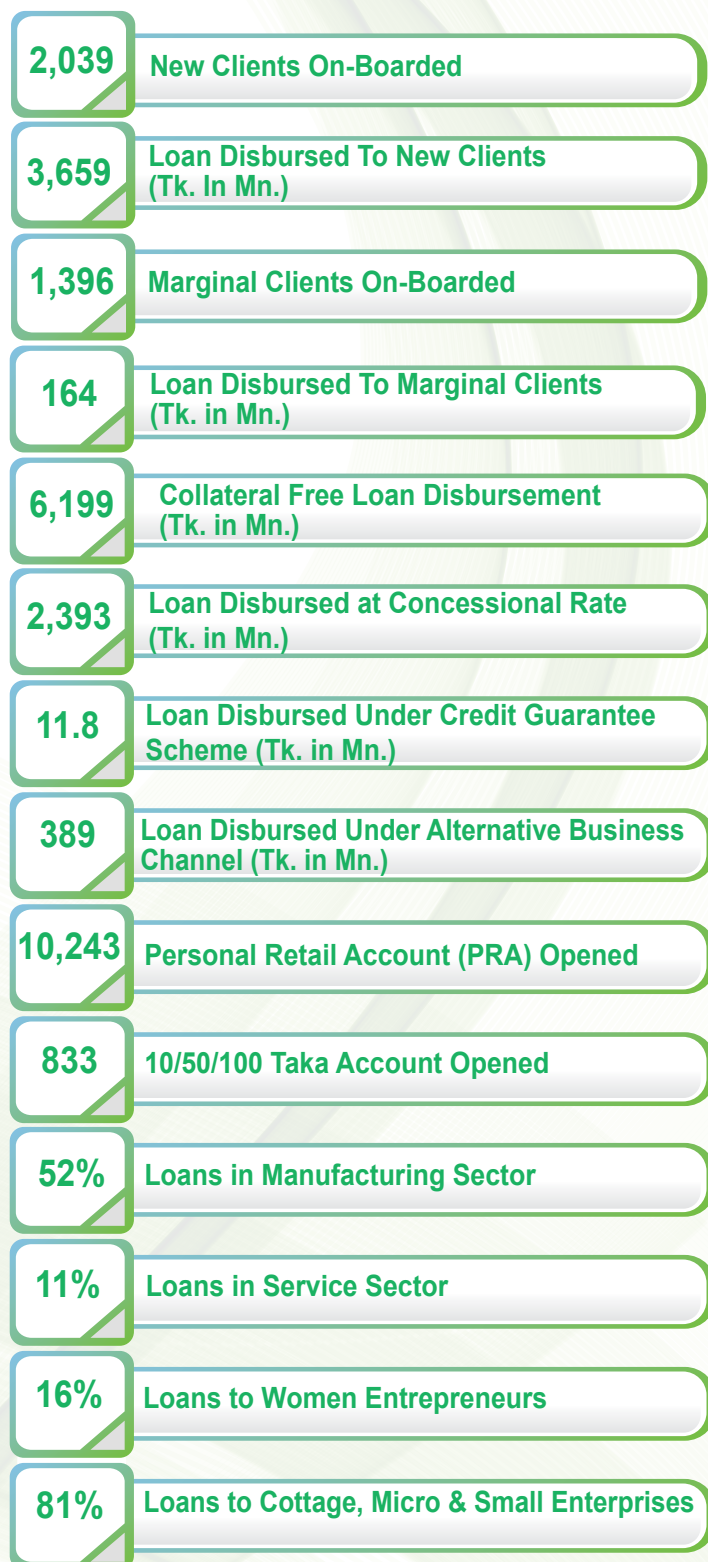 2,039
New Clients On-Boarded
3,659
Loan Disbursed To New Clients
(Tk. In Mn.)
1,396
Marginal Clients On-Boarded
164
Loan Disbursed To Marginal Clients
(Tk. in Mn.)
6,199
Collateral Free Loan Disbursement
(Tk. in Mn.)
2,393
Loan Disbursed at Concessional Rate
(Tk. in Mn.)
11.8
Loan Disbursed Under Credit Guarantee
Scheme (Tk. in Mn.)
389
Loan Disbursed Under Alternative Business
Channel (Tk. in Mn.)
10,243
Personal Retail Account (PRA) Opened
833
10/50/100 Taka Account Opened
52%
Loans in Manufacturing Sector
11%
Loans in Service Sector
16%
Loans to Women Entrepreneurs
81%
Loans to Cottage, Micro & Small Enterprises